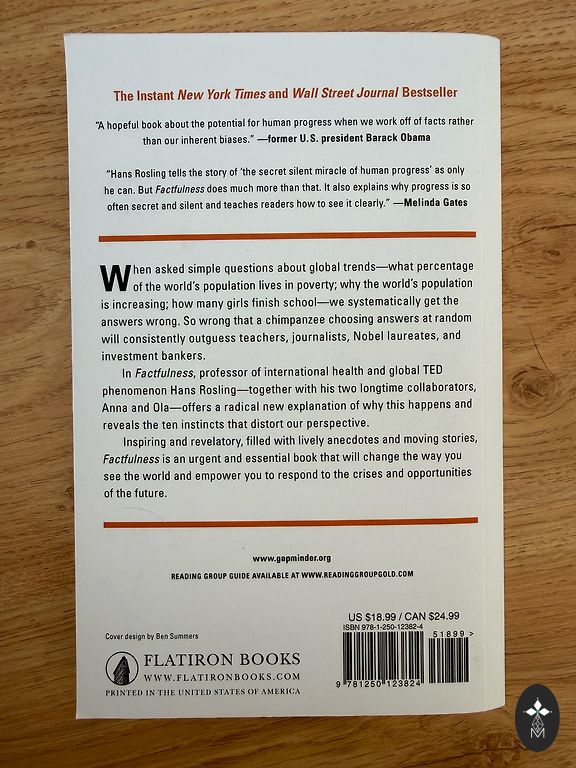 The Instant New York Times and Wall Street Journal Bestseller
"A hopeful book about the potential for human progress when we work off of facts rather
than our inherent biases." —former U.S. president Barack Obama
"Hans Rosling tells the story of 'the secret silent miracle of human progress' as only
he can. But Factfulness does much more than that. It also explains why progress is so
often secret and silent and teaches readers how to see it clearly." —Melinda Gates
When asked simple questions about global trends—what percentage
of the world's population lives in poverty; why the world's population
is increasing; how many girls finish school—we systematically get the
answers wrong. So wrong that a chimpanzee choosing answers at random
will consistently outguess teachers, journalists, Nobel laureates, and
investment bankers.
In Factfulness, professor of international health and global TED
phenomenon Hans Rosling—together with his two longtime collaborators,
Anna and Ola—offers a radical new explanation of why this happens and
reveals the ten instincts that distort our perspective.
Inspiring and revelatory, filled with lively anecdotes and moving stories,
Factfulness is an urgent and essential book that will change the way you
see the world and empower you to respond to the crises and opportunities
of the future.
www.gapminder.org
READING GROUP GUIDE AVAILABLE AT WWW.READINGGROUPGOLD.COM
US $18.99 / CAN $24.99
ISBN 978-1-250-12382-4
51899 >
9 781250 123824
Cover design by Ben Summers
FLATIRON BOOKS
WWW.FLATIRONBOOKS.COM
PRINTED IN THE UNITED STATES OF AMERICA
M